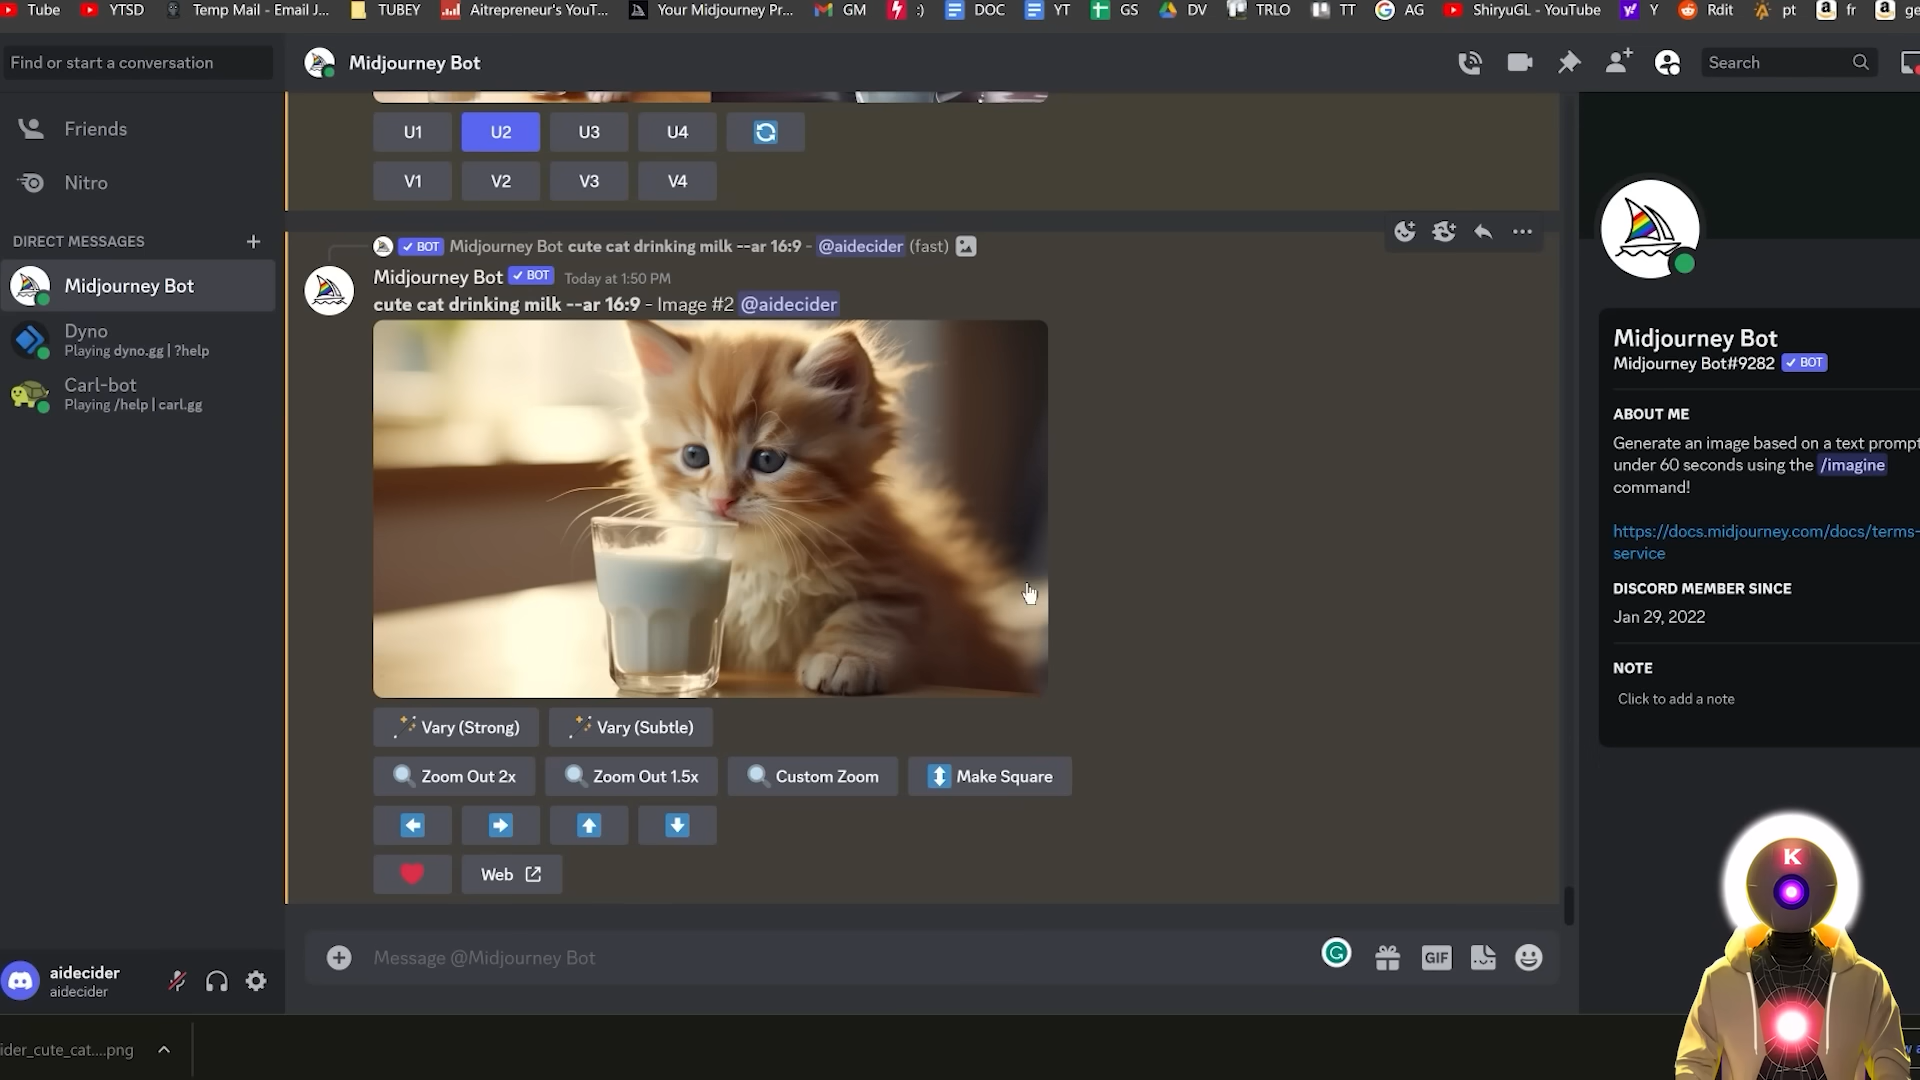 Tube YTSD Temp Mail - Email J... TUBEY Aitrepreneur's YouT... Your Midjourney Pr... GM :) DOC YT GS DV TRLO TT AG ShiryuGL - YouTube Y Rdit pt fr ge
Find or start a conversation
Midjourney Bot
Search
Friends
Nitro
DIRECT MESSAGES
Midjourney Bot
Dyno
Playing dyno.gg | ?help
Carl-bot
Playing /help | carl.gg
U1 U2 U3 U4
V1 V2 V3 V4
BOT Midjourney Bot cute cat drinking milk --ar 16:9 - @aidecider (fast)
Midjourney Bot BOT Today at 1:50 PM
cute cat drinking milk --ar 16:9 - Image #2 @aidecider
Vary (Strong) Vary (Subtle)
Zoom Out 2x Zoom Out 1.5x Custom Zoom Make Square
Web
Message @Midjourney Bot
GIF
Midjourney Bot
Midjourney Bot#9282 BOT
ABOUT ME
Generate an image based on a text prompt
under 60 seconds using the /imagine
command!
https://docs.midjourney.com/docs/terms-
service
DISCORD MEMBER SINCE
Jan 29, 2022
NOTE
Click to add a note
K
aidecider
aidecider
ider_cute_cat....png